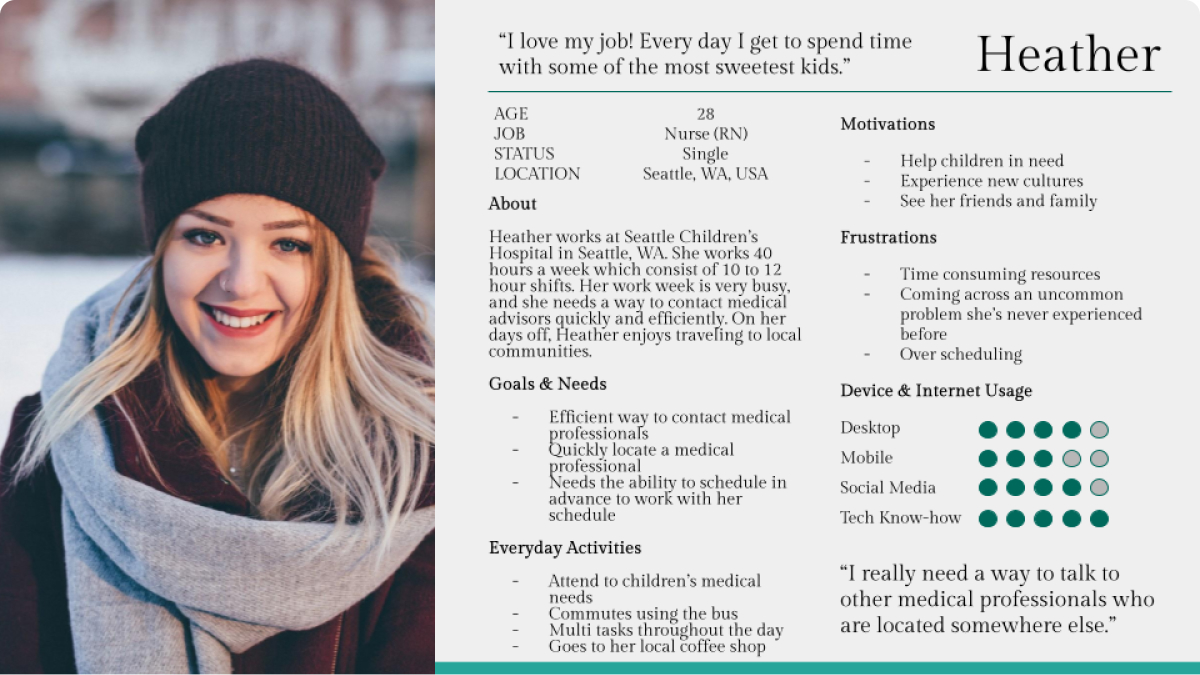 “I love my job! Every day I get to spend time
with some of the most sweetest kids.”
Heather
AGE 28
JOB Nurse (RN)
STATUS Single
LOCATION Seattle, WA, USA
About
Heather works at Seattle Children’s
Hospital in Seattle, WA. She works 40
hours a week which consist of 10 to 12
hour shifts. Her work week is very busy,
and she needs a way to contact medical
advisors quickly and efficiently. On her
days off, Heather enjoys traveling to local
communities.
Goals & Needs
- Efficient way to contact medical
professionals
- Quickly locate a medical
professional
- Needs the ability to schedule in
advance to work with her
schedule
Everyday Activities
- Attend to children’s medical
needs
- Commutes using the bus
- Multi tasks throughout the day
- Goes to her local coffee shop
Motivations
- Help children in need
- Experience new cultures
- See her friends and family
Frustrations
- Time consuming resources
- Coming across an uncommon
problem she’s never experienced
before
- Over scheduling
Device & Internet Usage
Desktop
Mobile
Social Media
Tech Know-how
“I really need a way to talk to
other medical professionals who
are located somewhere else.”